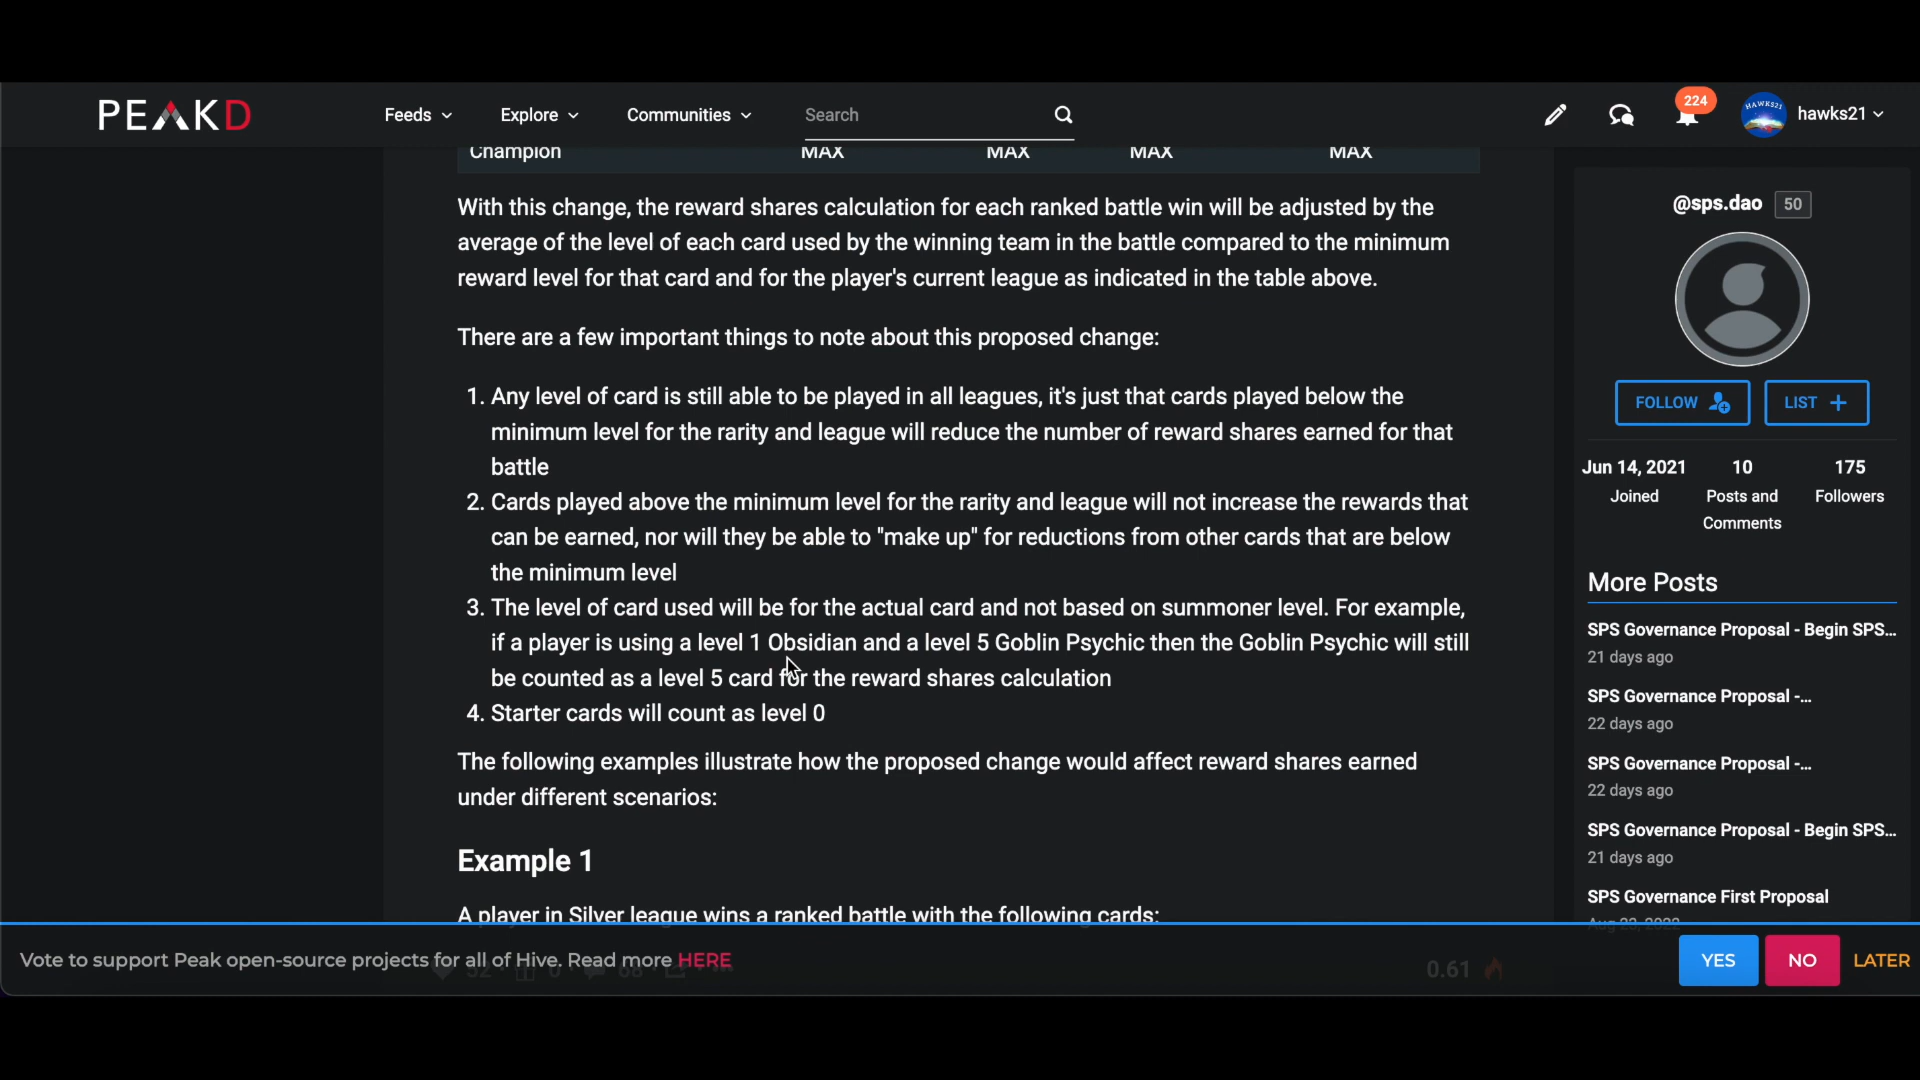 PEAKD
Feeds
Explore
Communities
Search
224
HAWKS21
hawks21
Champion MAX MAX MAX MAX
With this change, the reward shares calculation for each ranked battle win will be adjusted by the
average of the level of each card used by the winning team in the battle compared to the minimum
reward level for that card and for the player's current league as indicated in the table above.
There are a few important things to note about this proposed change:
1. Any level of card is still able to be played in all leagues, it's just that cards played below the
minimum level for the rarity and league will reduce the number of reward shares earned for that
battle
2. Cards played above the minimum level for the rarity and league will not increase the rewards that
can be earned, nor will they be able to "make up" for reductions from other cards that are below
the minimum level
3. The level of card used will be for the actual card and not based on summoner level. For example,
if a player is using a level 1 Obsidian and a level 5 Goblin Psychic then the Goblin Psychic will still
be counted as a level 5 card for the reward shares calculation
4. Starter cards will count as level 0
The following examples illustrate how the proposed change would affect reward shares earned
under different scenarios:
Example 1
A player in Silver league wins a ranked battle with the following cards:
@sps.dao 50
FOLLOW
LIST
Jun 14, 2021 10 175
Joined Posts and Followers
Comments
More Posts
SPS Governance Proposal - Begin SPS...
21 days ago
SPS Governance Proposal -...
22 days ago
SPS Governance Proposal -...
22 days ago
SPS Governance Proposal - Begin SPS...
21 days ago
SPS Governance First Proposal
Aug 23, 2022
Vote to support Peak open-source projects for all of Hive. Read more HERE
52 0 68
0.61
YES
NO
LATER